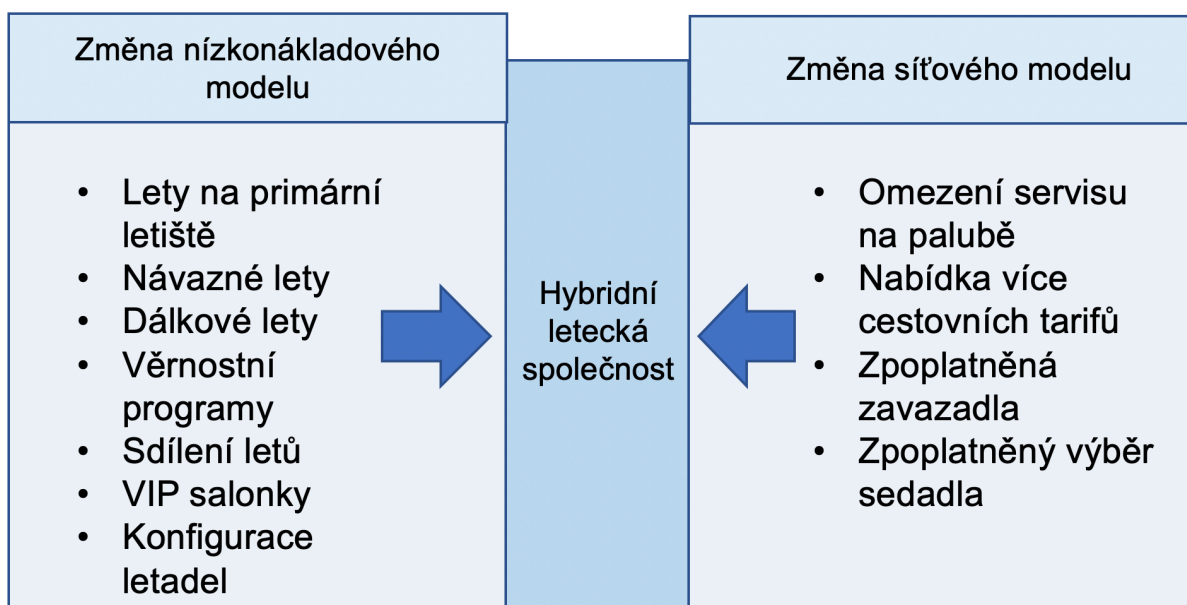 Změna nízkonákladového
modelu
• Lety na primární
letiště
• Návazné lety
• Dálkové lety
• Věrnostní
programy
• Sdílení letů
• VIP salonky
• Konfigurace
letadel
Hybridní
letecká
společnost
Změna síťového modelu
• Omezení servisu
na palubě
• Nabídka více
cestovních tarifů
• Zpoplatněná
zavazadla
• Zpoplatněný výběr
sedadla